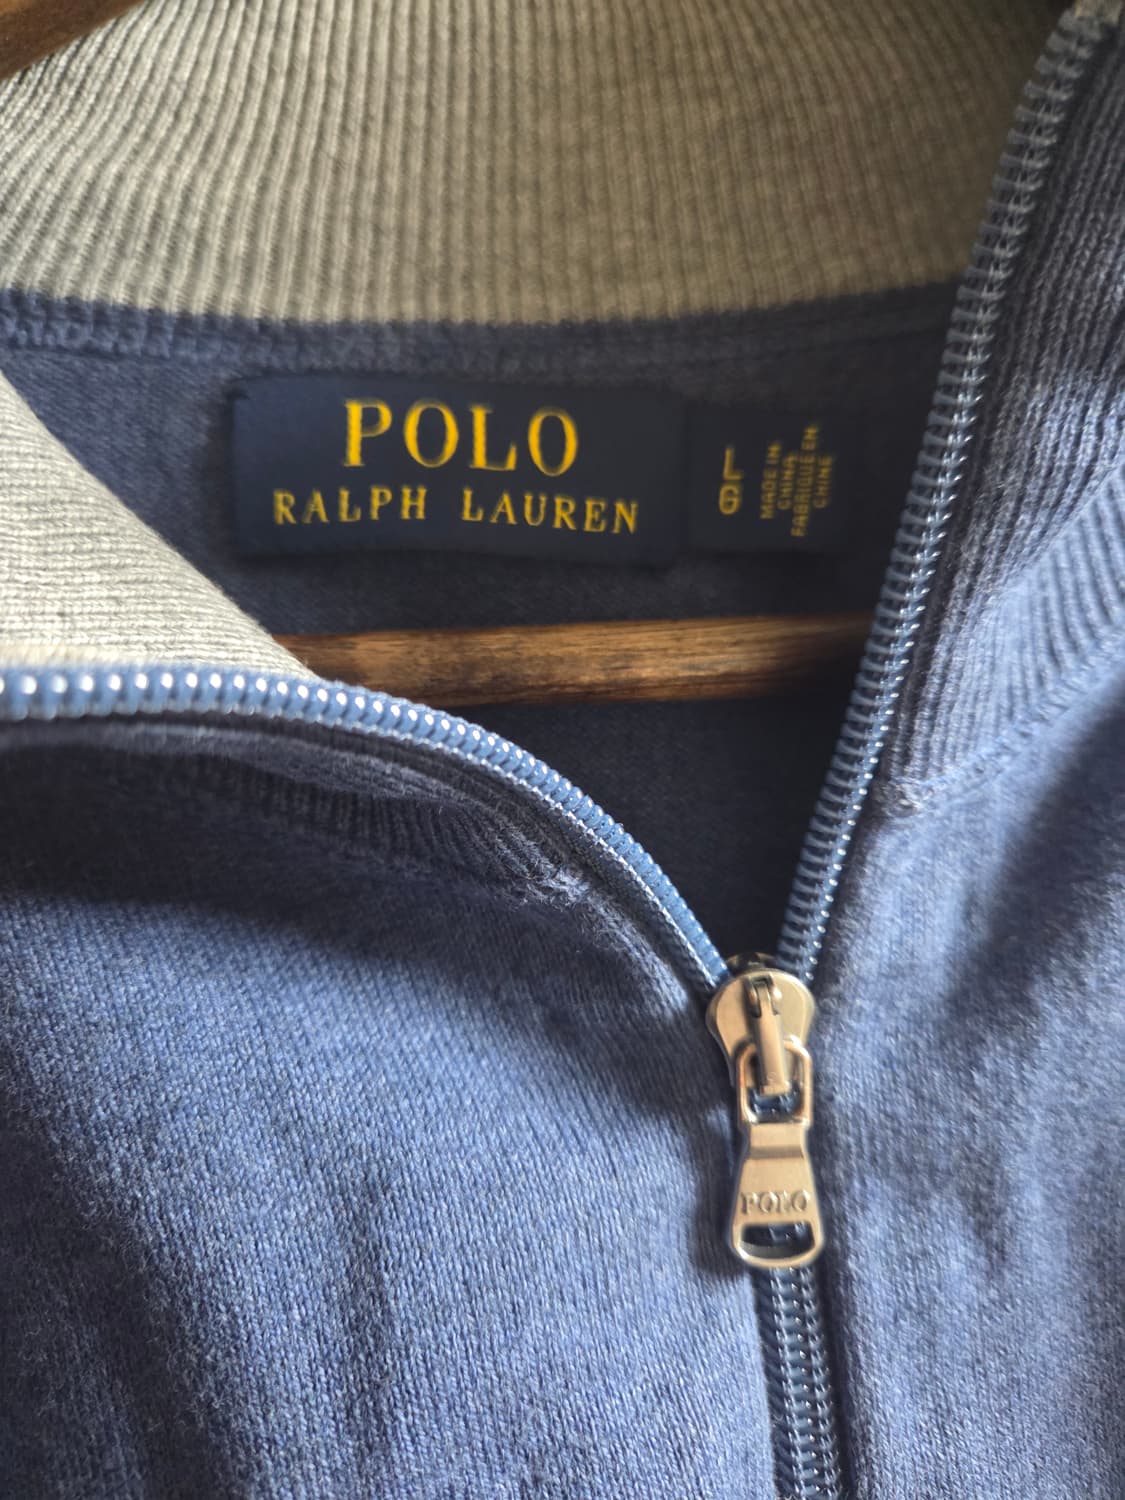 POLO
RALPH LAUREN
L
G
MADE IN
CHINA
FABRIQUÉ EN
CHINE
POLO